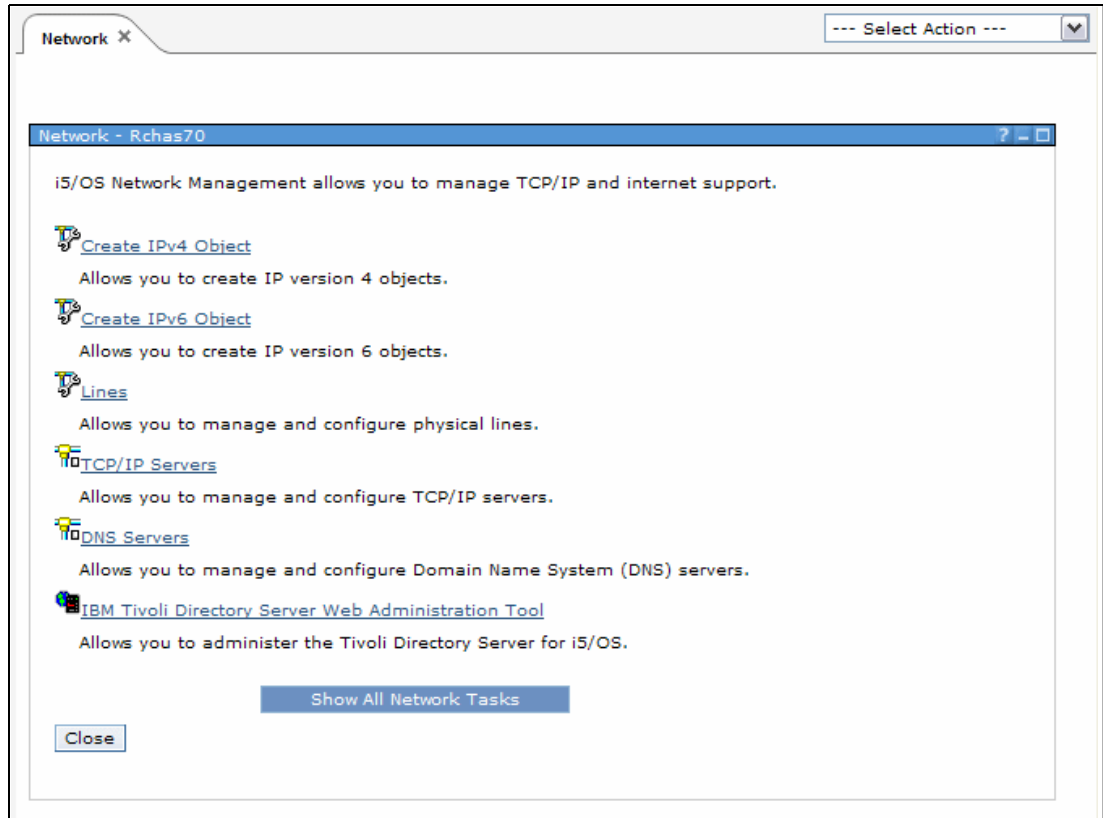 Network
--- Select Action ---
Network - Rchas70
i5/OS Network Management allows you to manage TCP/IP and internet support.
Create IPv4 Object
Allows you to create IP version 4 objects.
Create IPv6 Object
Allows you to create IP version 6 objects.
Lines
Allows you to manage and configure physical lines.
TCP/IP Servers
Allows you to manage and configure TCP/IP servers.
DNS Servers
Allows you to manage and configure Domain Name System (DNS) servers.
IBM Tivoli Directory Server Web Administration Tool
Allows you to administer the Tivoli Directory Server for i5/OS.
Show All Network Tasks
Close